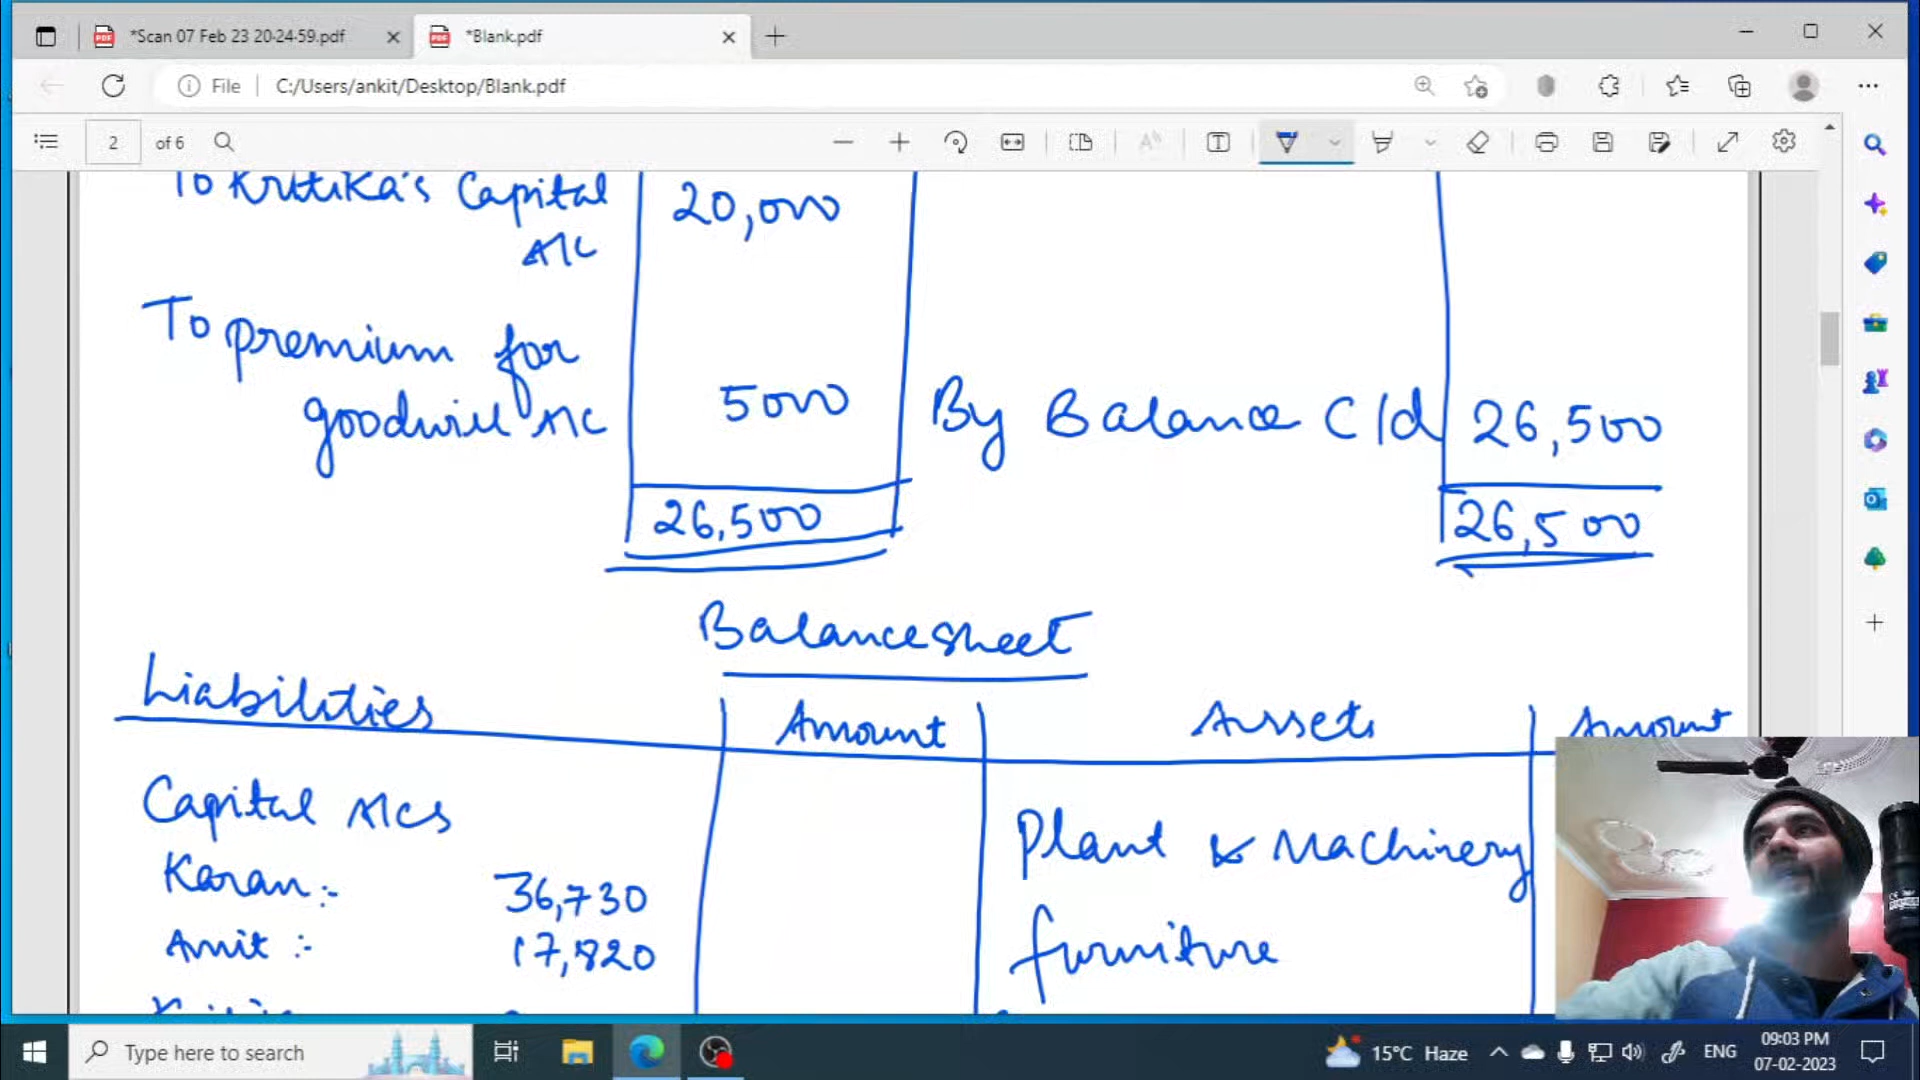 *Scan 07 Feb 23 20-24-59.pdf
*Blank.pdf
File
C:/Users/ankit/Desktop/Blank.pdf
2 of 6
To Kritika's Capital 20,000
A/c
To premium for
goodwill A/c 5000 By Balance C/d 26,500
26,500 26,500
Balancesheet
Liabilities Amount Assets Amount
Capital A/cs
Karan:- 36,730 Plant & Machinery
Amit:- 17,820 furniture
Type here to search
15°C Haze
ENG
09:03 PM
07-02-2023